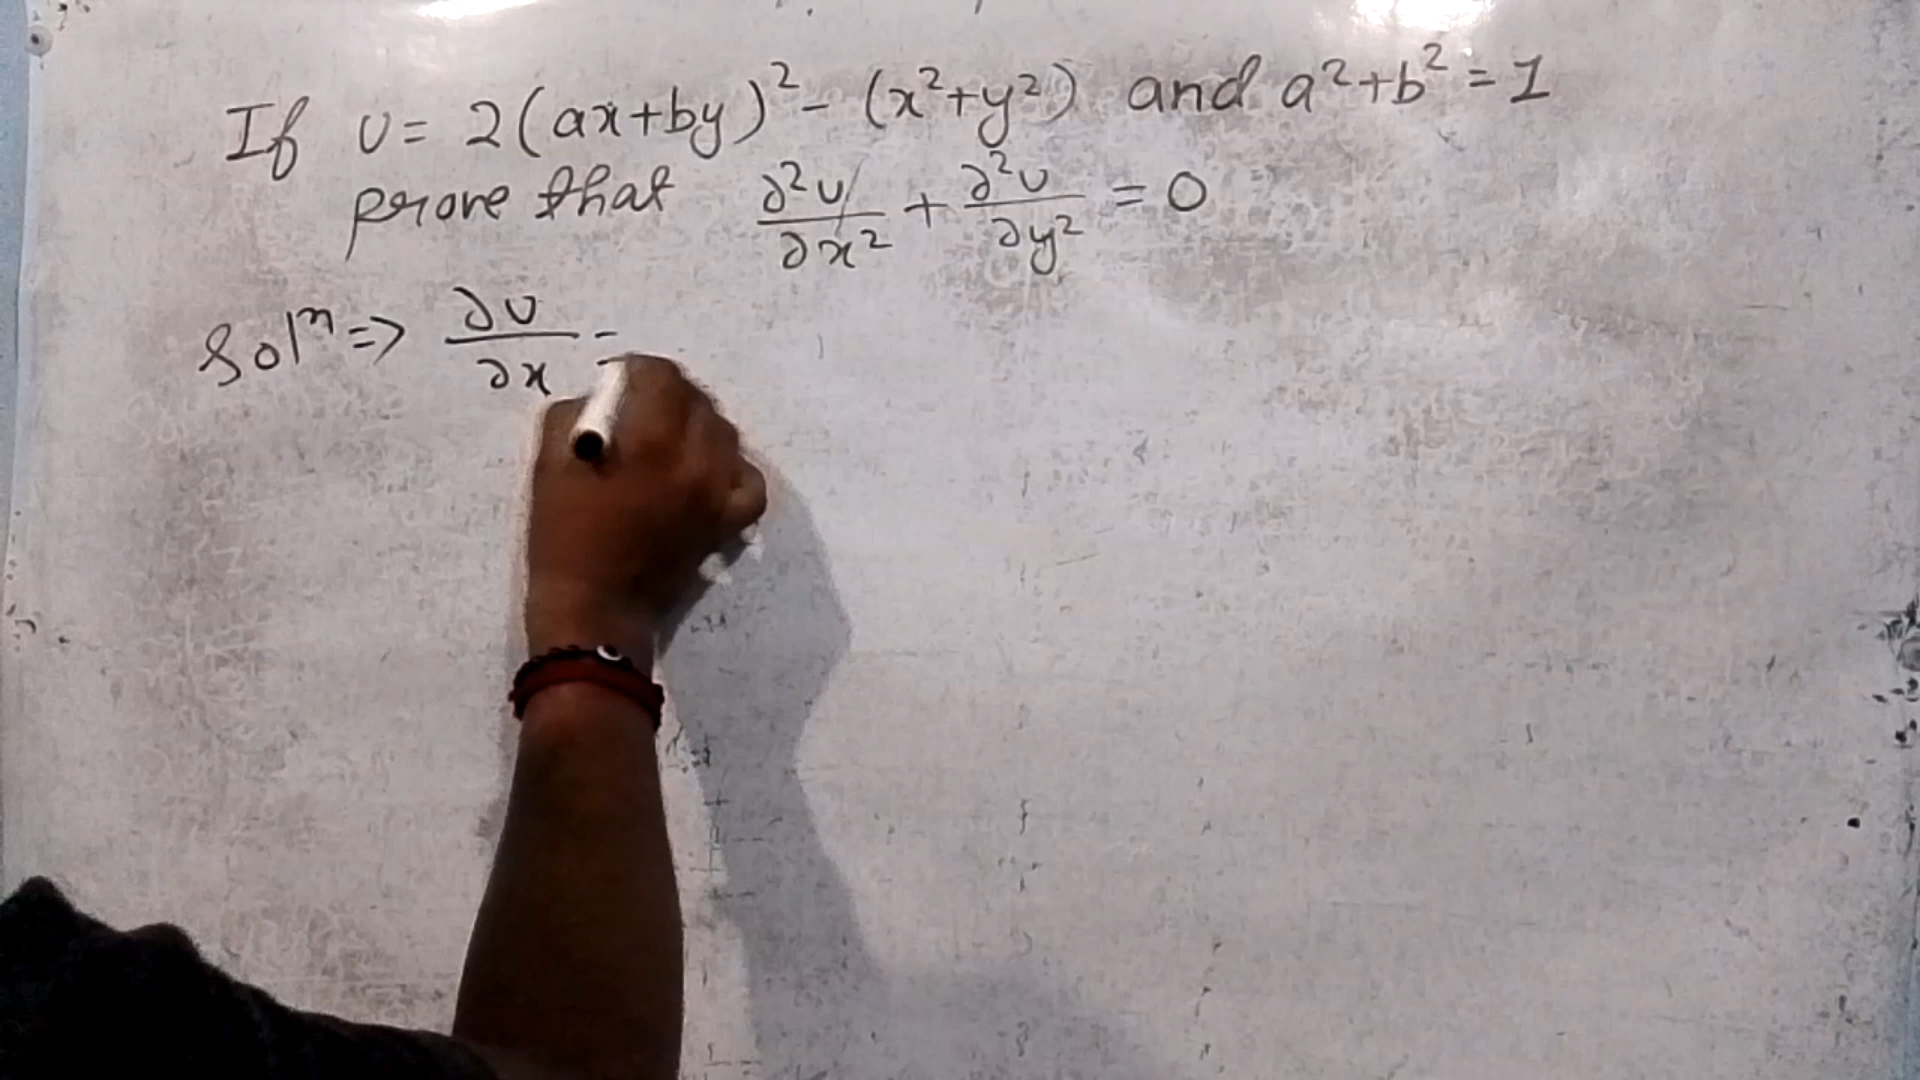 If u = 2(ax+by)² - (x²+y²) and a²+b² = 1
prove that ∂²u/∂x² + ∂²u/∂y² = 0
Solⁿ => ∂u/∂x =